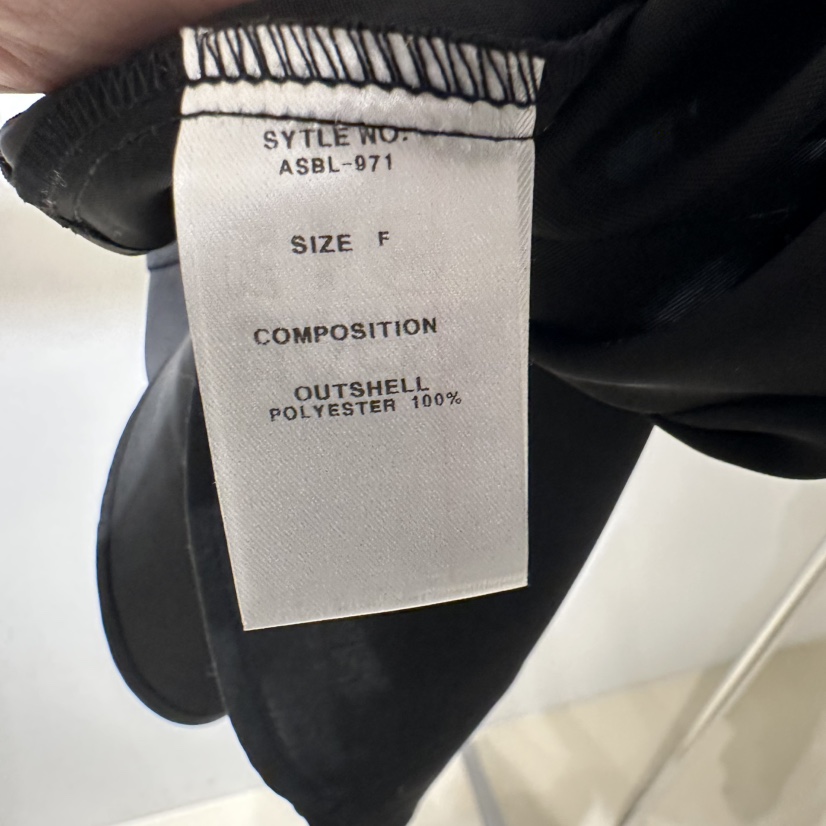 SYTLE NO:
ASBL-971
SIZE F
COMPOSITION
OUTSHELL
POLYESTER 100%